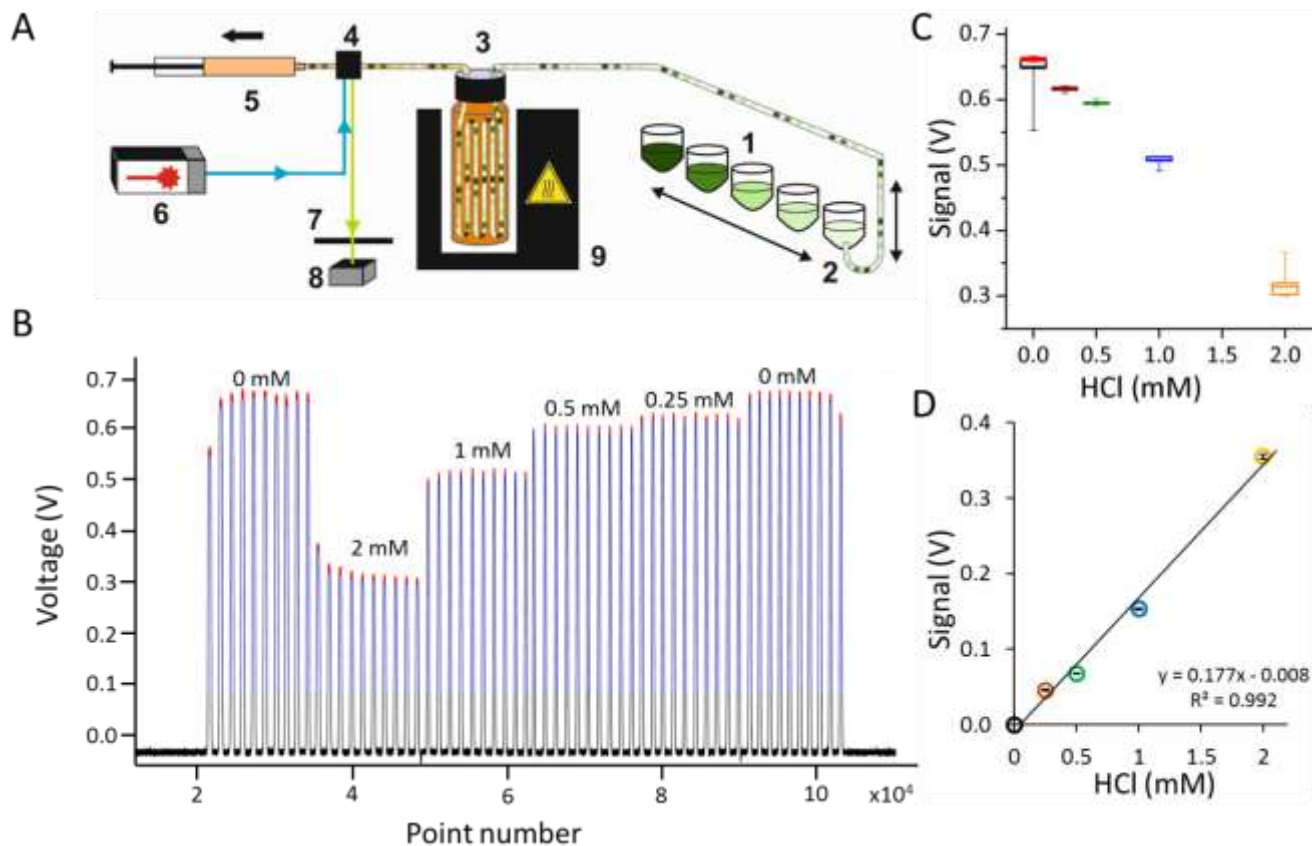 A
4
3
5
1
6
7
8
9
2
B
0.7
0.6
0.5
0.4
0.3
0.2
0.1
0.0
Voltage (V)
0 mM
2 mM
1 mM
0.5 mM
0.25 mM
0 mM
2
4
6
8
10
x10⁴
Point number
C
0.7
0.6
0.5
0.4
0.3
Signal (V)
0.0
0.5
1.0
1.5
2.0
HCl (mM)
D
0.4
0.3
0.2
0.1
0.0
Signal (V)
y = 0.177x - 0.008
R² = 0.992
0
0.5
1
1.5
2
HCl (mM)